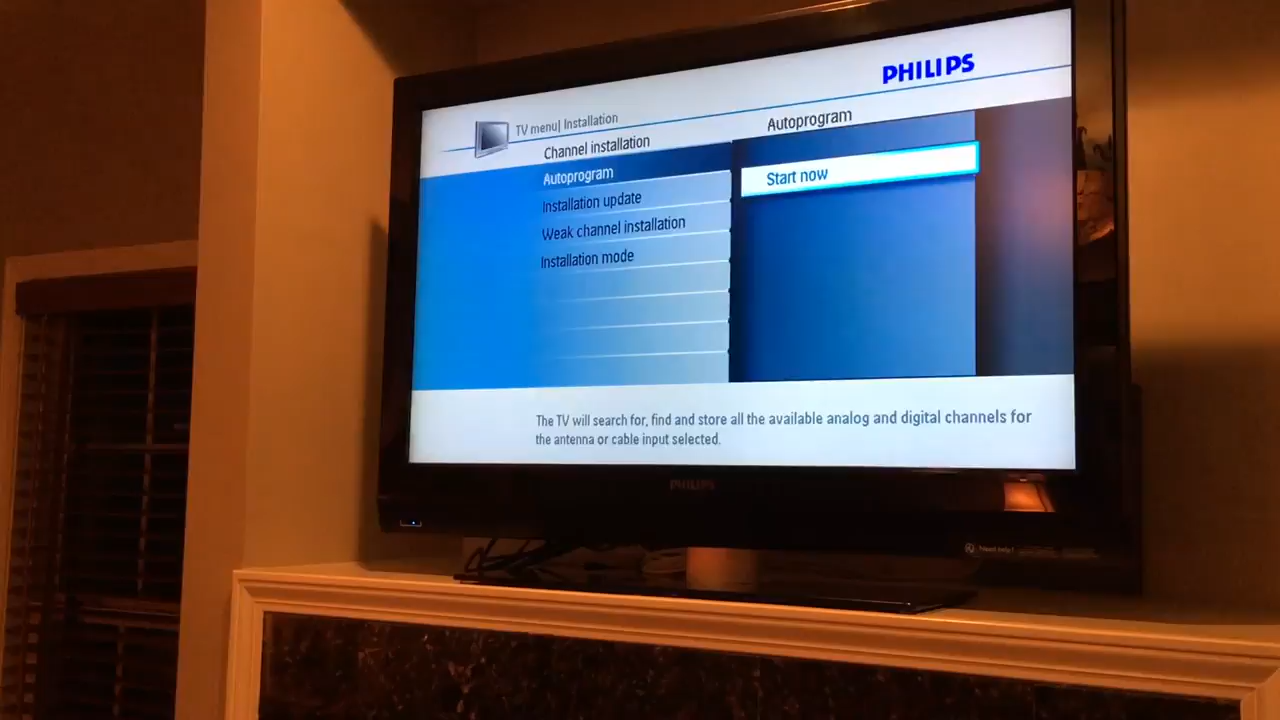 PHILIPS
TV menu| Installation
Channel installation
Autoprogram
Autoprogram
Start now
Installation update
Weak channel installation
Installation mode
The TV will search for, find and store all the available analog and digital channels for
the antenna or cable input selected.
PHILIPS
Need help?